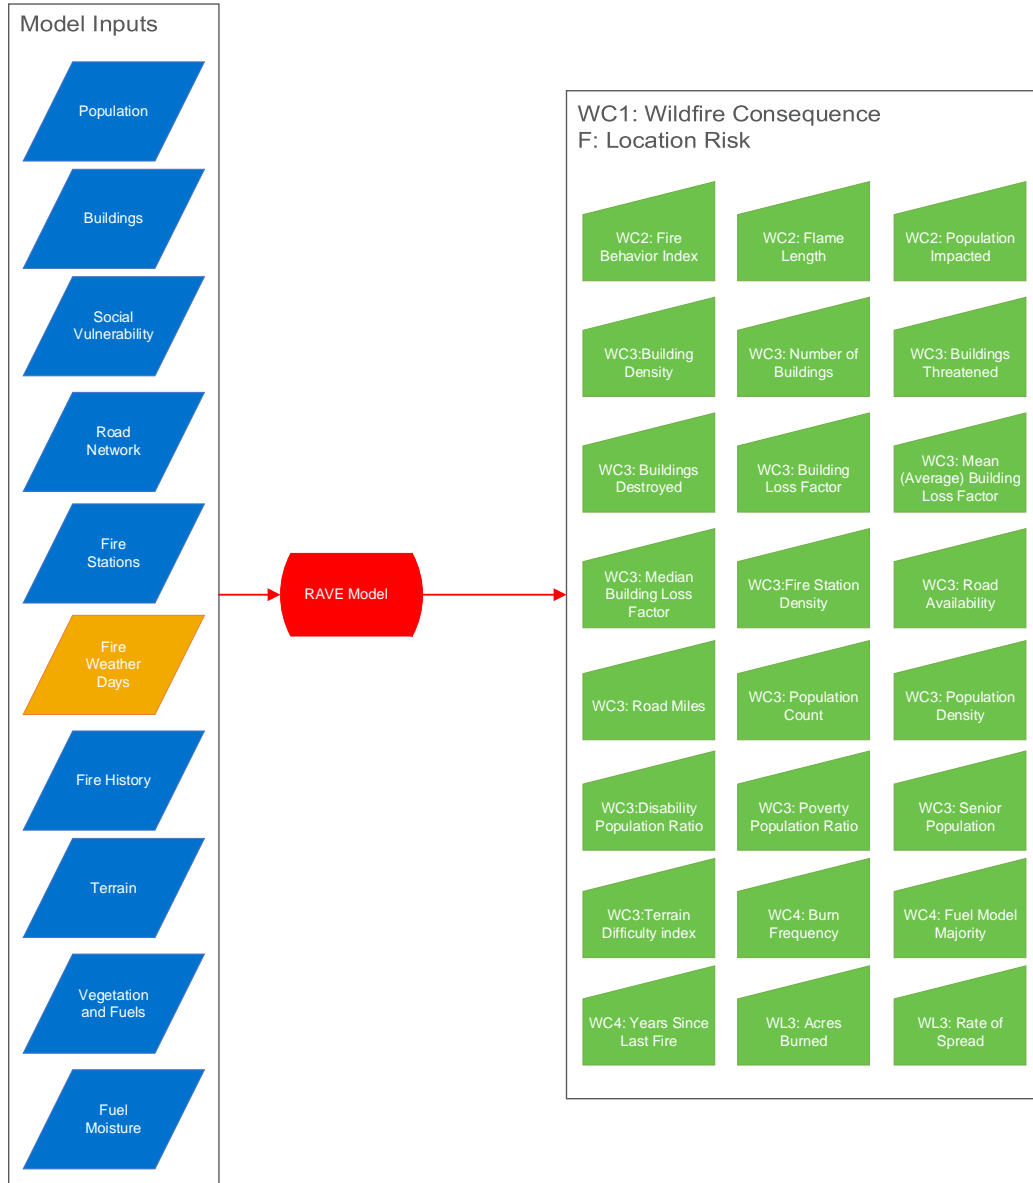 Model Inputs
Population
Buildings
Social
Vulnerability
Road
Network
Fire
Stations
Fire
Weather
Days
Fire History
Terrain
Vegetation
and Fuels
Fuel
Moisture
RAVE Model
WC1: Wildfire Consequence
F: Location Risk
WC2: Fire
Behavior Index
WC2: Flame
Length
WC2: Population
Impacted
WC3:Building
Density
WC3: Number of
Buildings
WC3: Buildings
Threatened
WC3: Buildings
Destroyed
WC3: Building
Loss Factor
WC3: Mean
(Average) Building
Loss Factor
WC3: Median
Building Loss
Factor
WC3:Fire Station
Density
WC3: Road
Availability
WC3: Road Miles
WC3: Population
Count
WC3: Population
Density
WC3:Disability
Population Ratio
WC3: Poverty
Population Ratio
WC3: Senior
Population
WC3:Terrain
Difficulty index
WC4: Burn
Frequency
WC4: Fuel Model
Majority
WC4: Years Since
Last Fire
WL3: Acres
Burned
WL3: Rate of
Spread